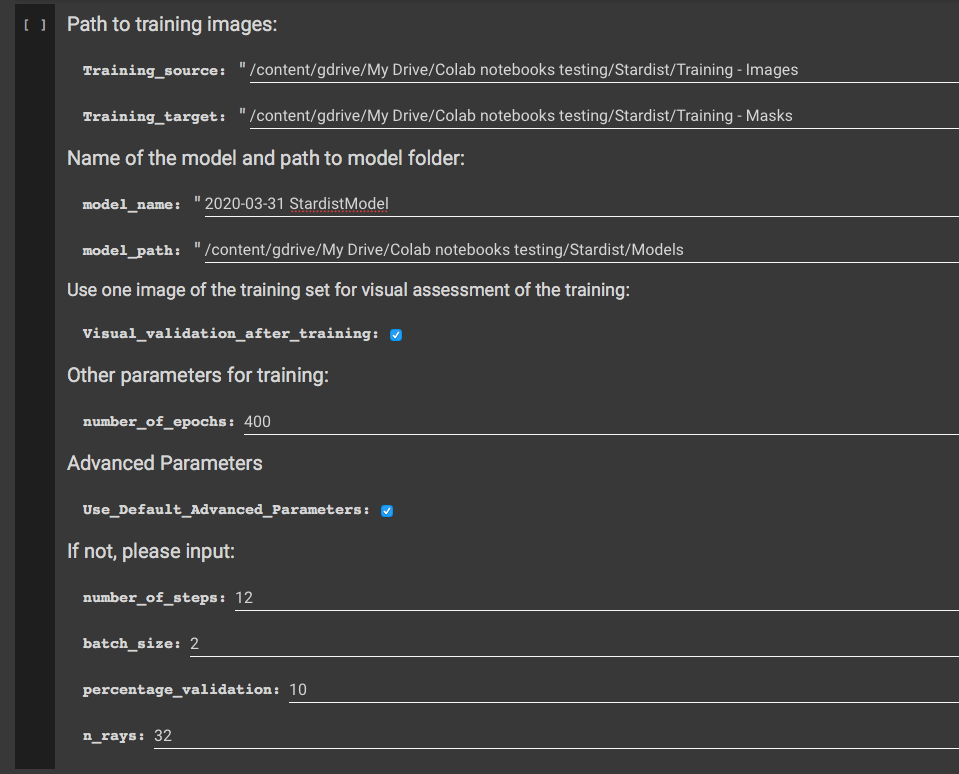 [ ] Path to training images:
Training_source: " /content/gdrive/My Drive/Colab notebooks testing/Stardist/Training - Images
Training_target: " /content/gdrive/My Drive/Colab notebooks testing/Stardist/Training - Masks
Name of the model and path to model folder:
model_name: " 2020-03-31 StardistModel
model_path: " /content/gdrive/My Drive/Colab notebooks testing/Stardist/Models
Use one image of the training set for visual assessment of the training:
Visual_validation_after_training:
Other parameters for training:
number_of_epochs: 400
Advanced Parameters
Use_Default_Advanced_Parameters:
If not, please input:
number_of_steps: 12
batch_size: 2
percentage_validation: 10
n_rays: 32